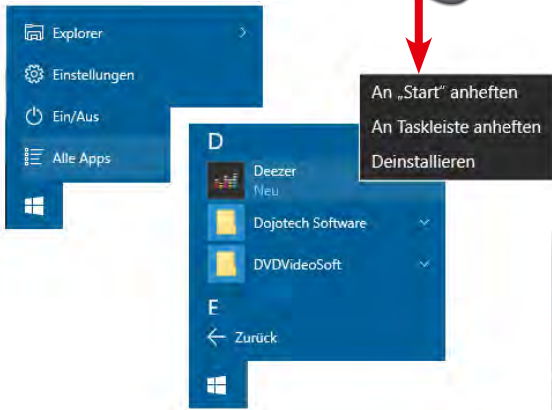 Explorer
Einstellungen
Ein/Aus
Alle Apps
An „Start“ anheften
An Taskleiste anheften
Deinstallieren
D
Deezer
Neu
Dojotech Software
DVDVideoSoft
E
Zurück